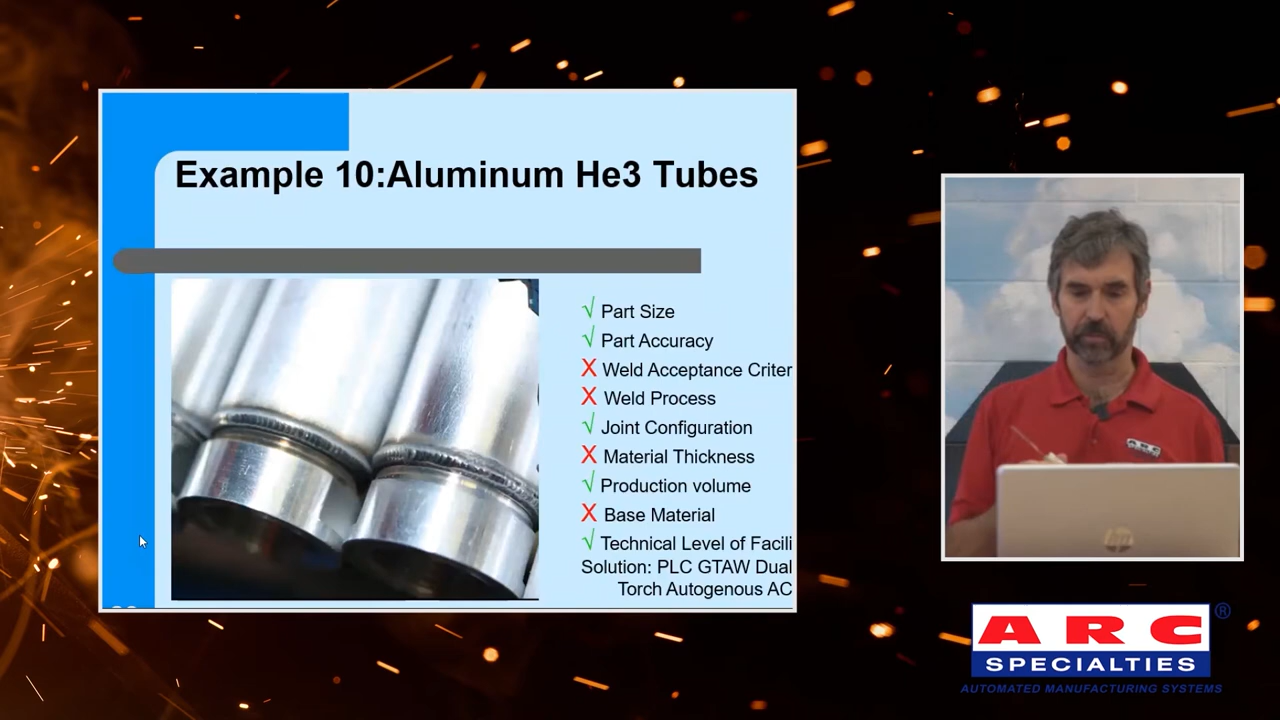 Example 10:Aluminum He3 Tubes
√ Part Size
√ Part Accuracy
X Weld Acceptance Criter
X Weld Process
√ Joint Configuration
X Material Thickness
√ Production volume
X Base Material
√ Technical Level of Facili
Solution: PLC GTAW Dual
Torch Autogenous AC
ARC
hp
ARC®
SPECIALTIES
AUTOMATED MANUFACTURING SYSTEMS